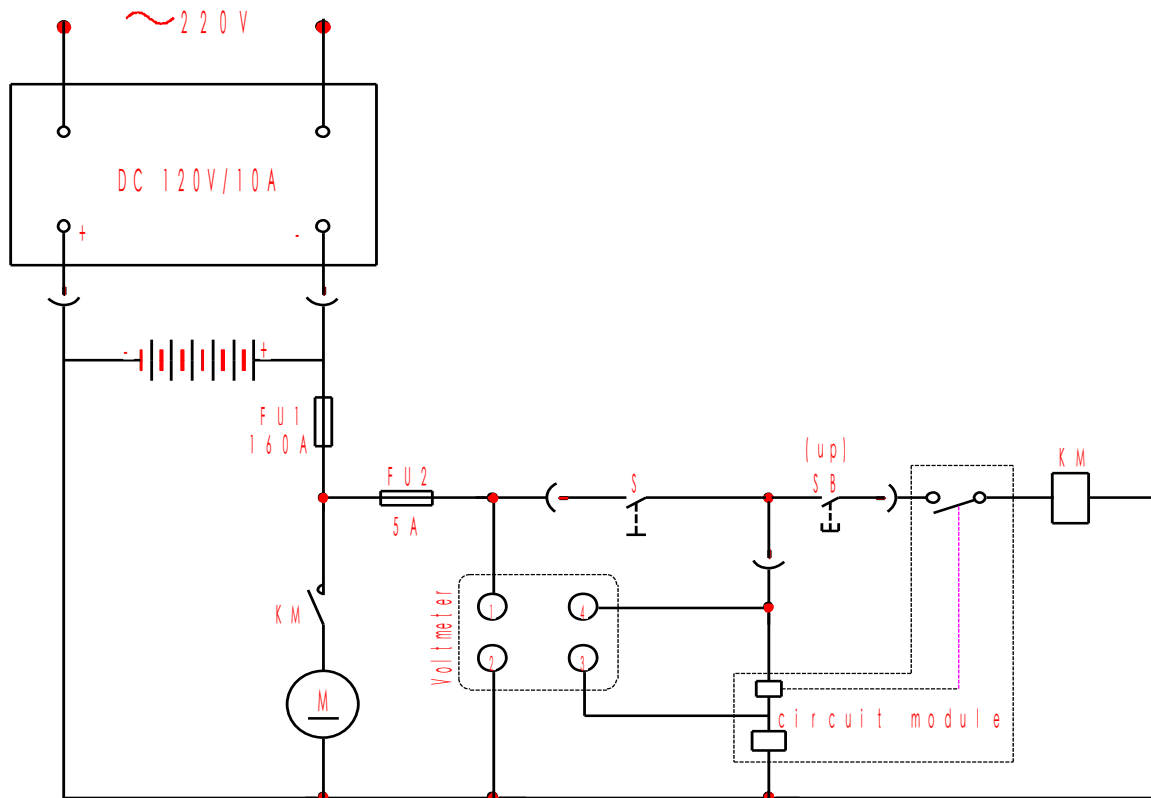 ~220V
DC 120V/10A
+ -
- +
FU1
160A
FU2
5A
S
(up)
SB
KM
KM
M
Voltmeter
1 4
2 3
circuit module